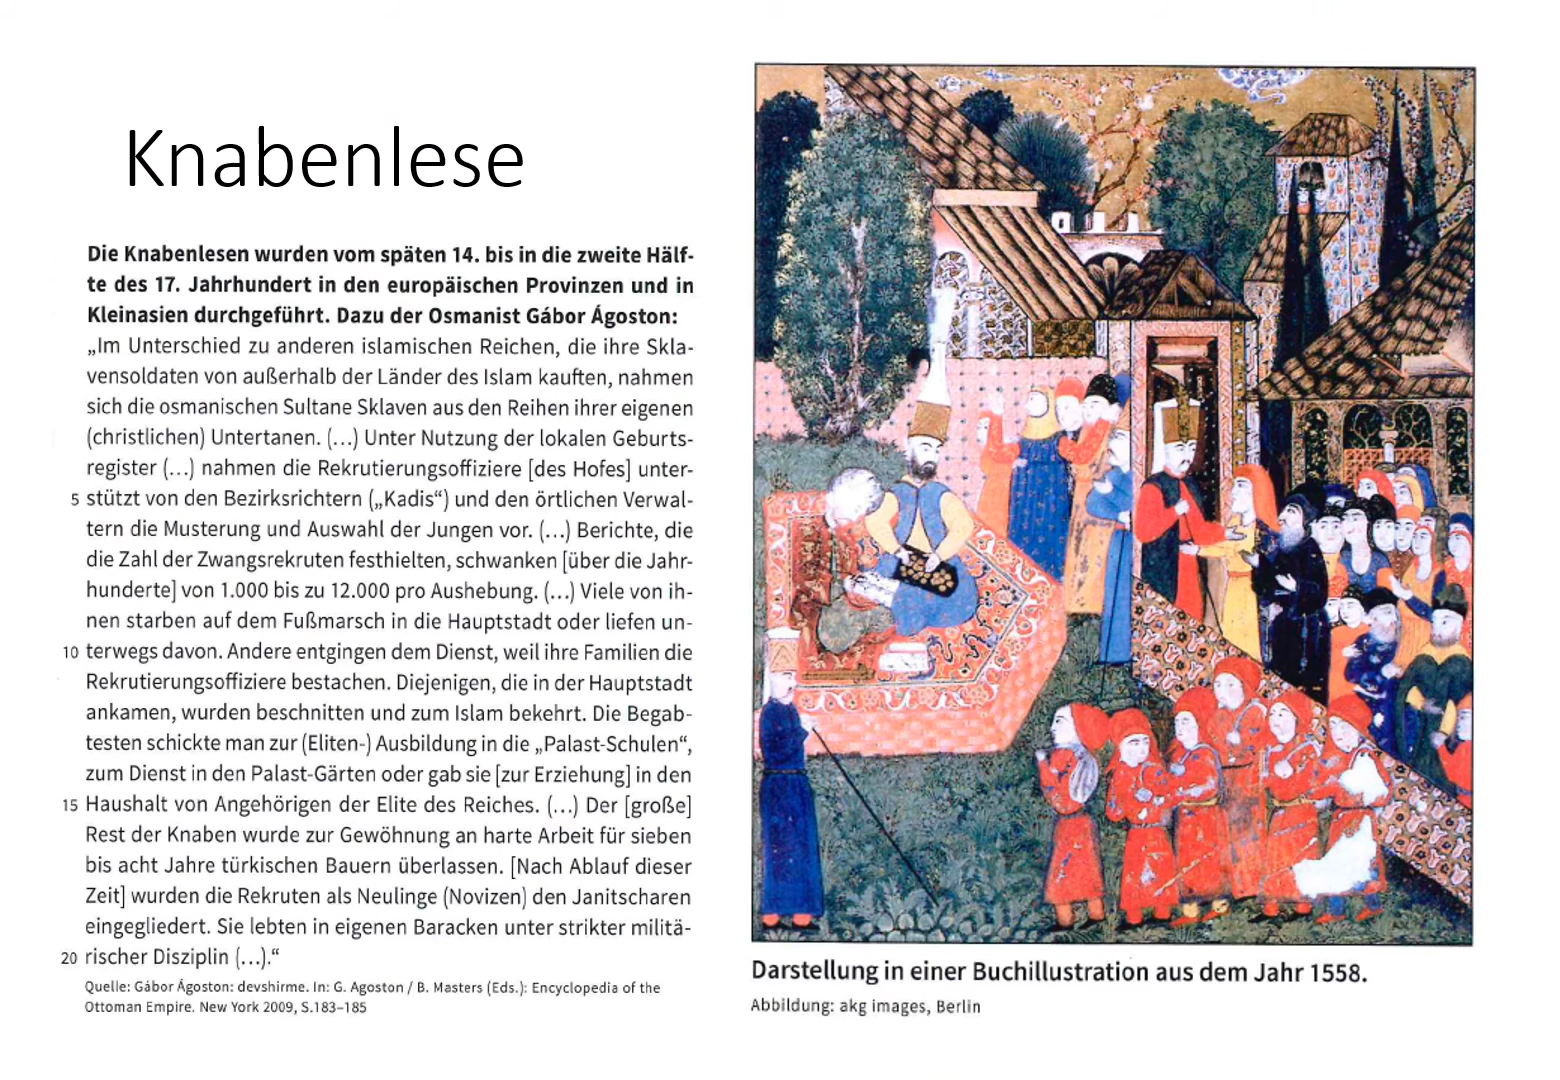 Knabenlese
Die Knabenlesen wurden vom späten 14. bis in die zweite Hälf-
te des 17. Jahrhundert in den europäischen Provinzen und in
Kleinasien durchgeführt. Dazu der Osmanist Gábor Ágoston:
„Im Unterschied zu anderen islamischen Reichen, die ihre Skla-
vensoldaten von außerhalb der Länder des Islam kauften, nahmen
sich die osmanischen Sultane Sklaven aus den Reihen ihrer eigenen
(christlichen) Untertanen. (…) Unter Nutzung der lokalen Geburts-
register (…) nahmen die Rekrutierungsoffiziere [des Hofes] unter-
5 stützt von den Bezirksrichtern („Kadis“) und den örtlichen Verwal-
tern die Musterung und Auswahl der Jungen vor. (…) Berichte, die
die Zahl der Zwangsrekruten festhielten, schwanken [über die Jahr-
hunderte] von 1.000 bis zu 12.000 pro Aushebung. (…) Viele von ih-
nen starben auf dem Fußmarsch in die Hauptstadt oder liefen un-
10 terwegs davon. Andere entgingen dem Dienst, weil ihre Familien die
Rekrutierungsoffiziere bestachen. Diejenigen, die in der Hauptstadt
ankamen, wurden beschnitten und zum Islam bekehrt. Die Begab-
testen schickte man zur (Eliten-) Ausbildung in die „Palast-Schulen“,
zum Dienst in den Palast-Gärten oder gab sie [zur Erziehung] in den
15 Haushalt von Angehörigen der Elite des Reiches. (…) Der [große]
Rest der Knaben wurde zur Gewöhnung an harte Arbeit für sieben
bis acht Jahre türkischen Bauern überlassen. [Nach Ablauf dieser
Zeit] wurden die Rekruten als Neulinge (Novizen) den Janitscharen
eingegliedert. Sie lebten in eigenen Baracken unter strikter militä-
20 rischer Disziplin (…).“
Quelle: Gábor Ágoston: devshirme. In: G. Agoston / B. Masters (Eds.): Encyclopedia of the
Ottoman Empire. New York 2009, S.183–185
Darstellung in einer Buchillustration aus dem Jahr 1558.
Abbildung: akg images, Berlin